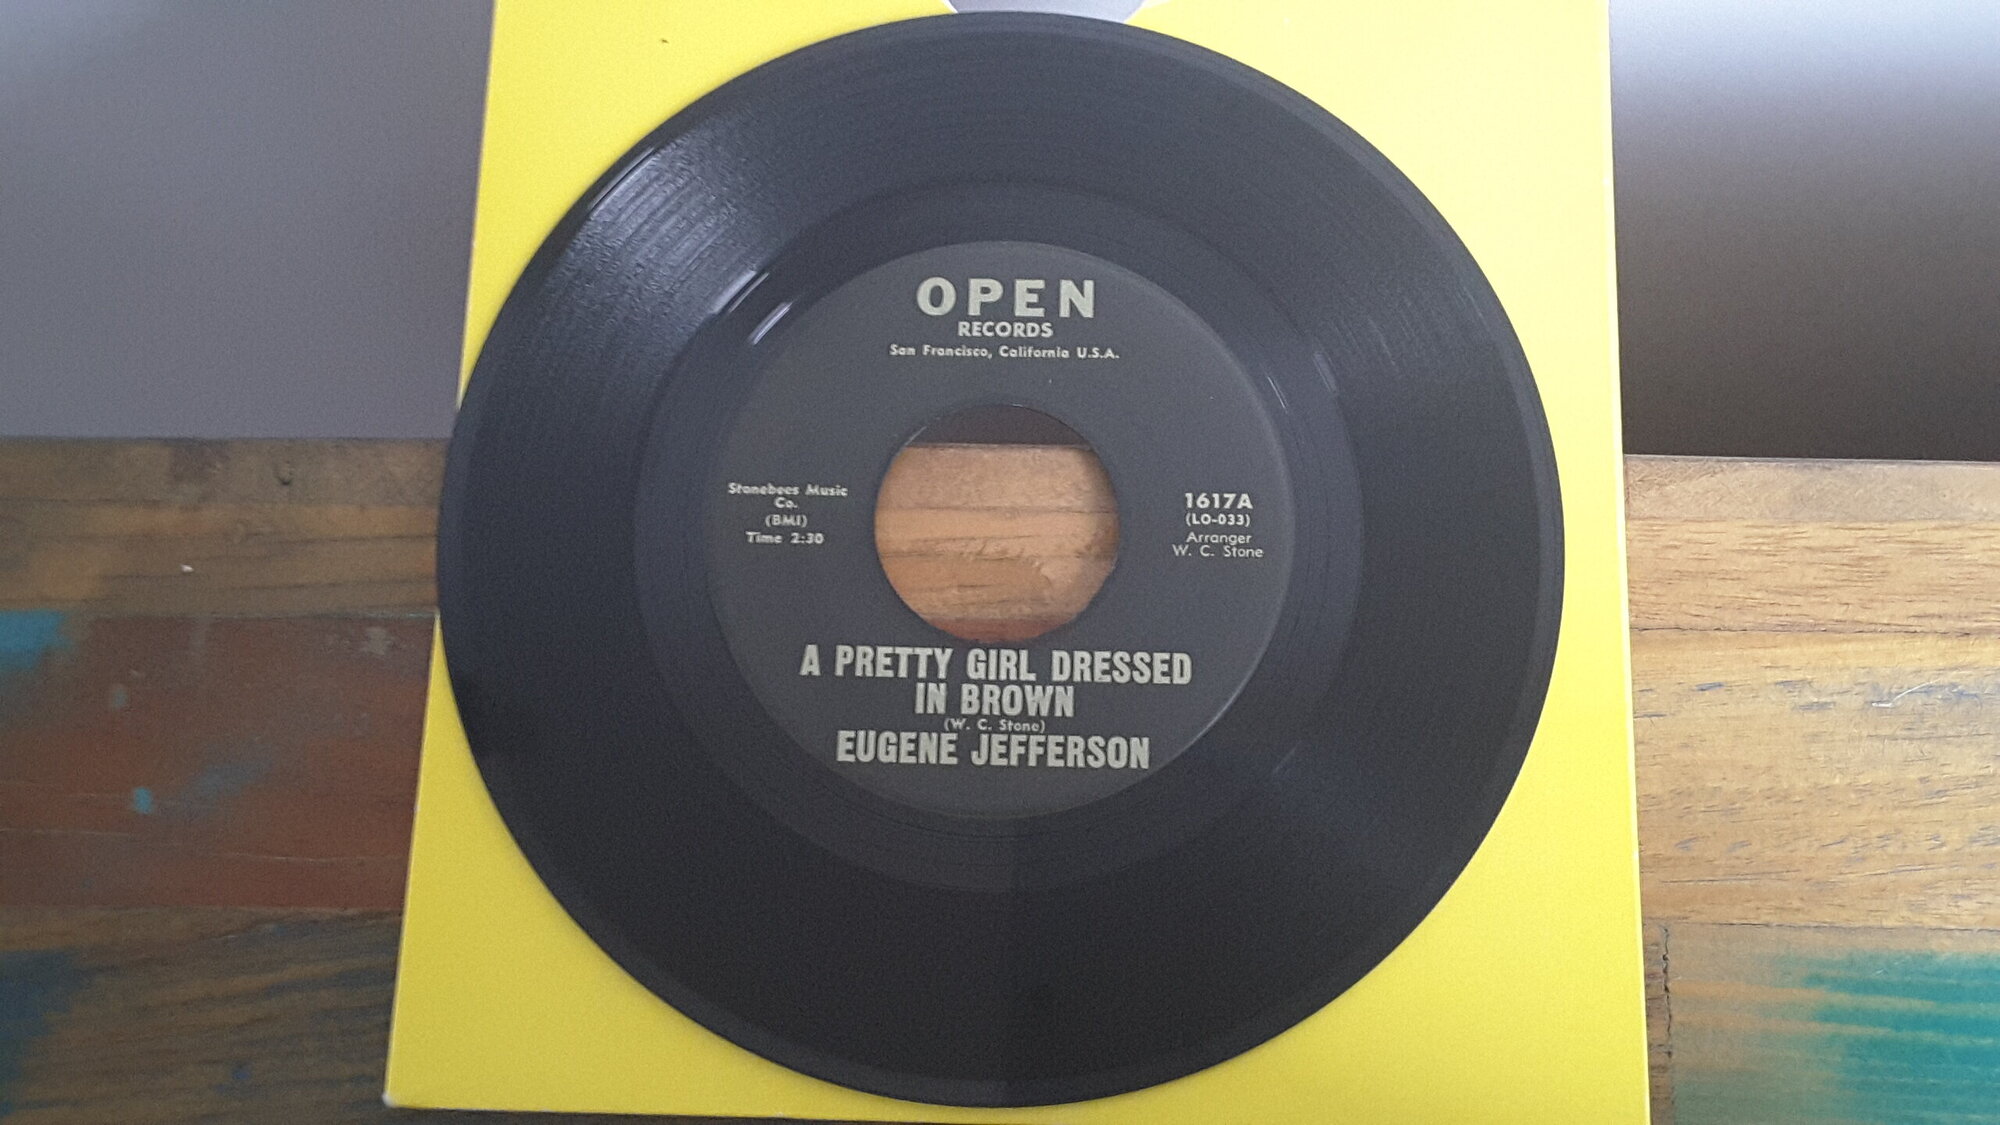 OPEN
RECORDS
San Francisco, California U.S.A.
Stonebees Music
Co.
(BMI)
Time 2:30
1617A
(LO-033)
Arranger
W. C. Stone
A PRETTY GIRL DRESSED
IN BROWN
(W. C. Stone)
EUGENE JEFFERSON